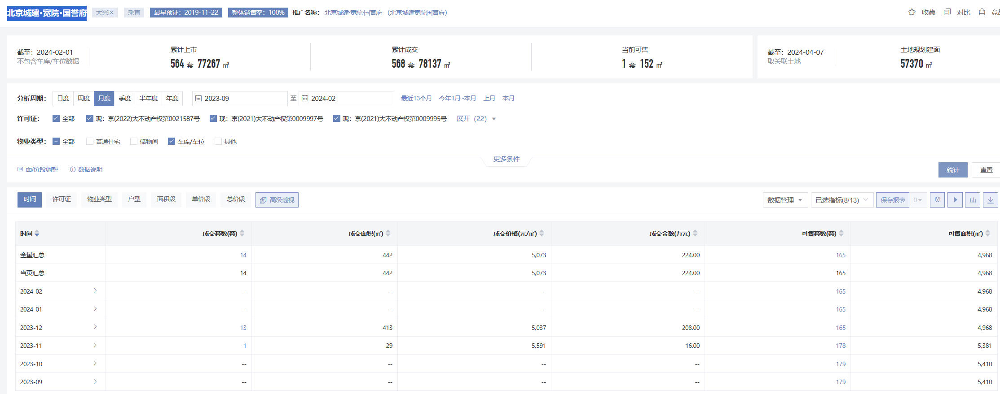 北京城建·宽院·国誉府 大兴区 采育 最早预证：2019-11-22 整体销售率：100% 推广名称： 北京城建·宽院·国誉府 （北京城建宽院国誉府） 收藏 对比
截至：2024-02-01 不包含车库/车位数据
累计上市 564 套 77267 ㎡
累计成交 568 套 78137 ㎡
当前可售 1 套 152 ㎡
截至：2024-04-07 取关联土地
土地规划建面 57370 ㎡
分析周期： 日度 周度 月度 季度 半年度 年度 2023-09 至 2024-02 最近13个月 今年1月~本月 上月 本月
许可证： 全部 现：京(2022)大不动产权第0021587号 现：京(2021)大不动产权第0009997号 现：京(2021)大不动产权第0009995号 展开 (22)
物业类型： 全部 普通住宅 储物间 车库/车位 其他
更多条件
面/价段调整 数据说明 统计 重置
时间 许可证 物业类型 户型 面积段 单价段 总价段 高级透视 数据管理 已选指标(8/13) 保存报表 0
时间 成交套数(套) 成交面积(㎡) 成交价格(元/㎡) 成交金额(万元) 可售套数(套) 可售面积(㎡)
全量汇总 14 442 5,073 224.00 165 4,968
当页汇总 14 442 5,073 224.00 165 4,968
2024-02 -- -- -- -- 165 4,968
2024-01 -- -- -- -- 165 4,968
2023-12 13 413 5,037 208.00 165 4,968
2023-11 1 29 5,591 16.00 178 5,381
2023-10 -- -- -- -- 179 5,410
2023-09 -- -- -- -- 179 5,410